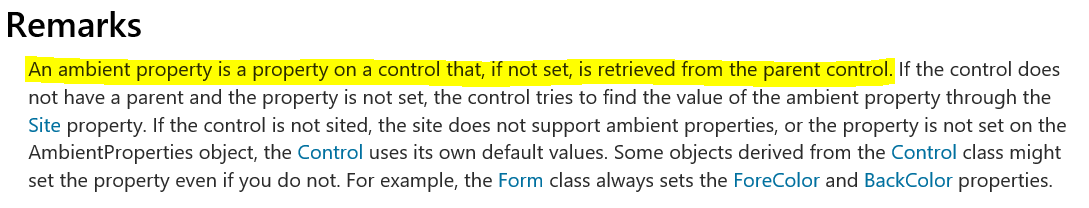 Remarks
An ambient property is a property on a control that, if not set, is retrieved from the parent control. If the control does
not have a parent and the property is not set, the control tries to find the value of the ambient property through the
Site property. If the control is not sited, the site does not support ambient properties, or the property is not set on the
AmbientProperties object, the Control uses its own default values. Some objects derived from the Control class might
set the property even if you do not. For example, the Form class always sets the ForeColor and BackColor properties.